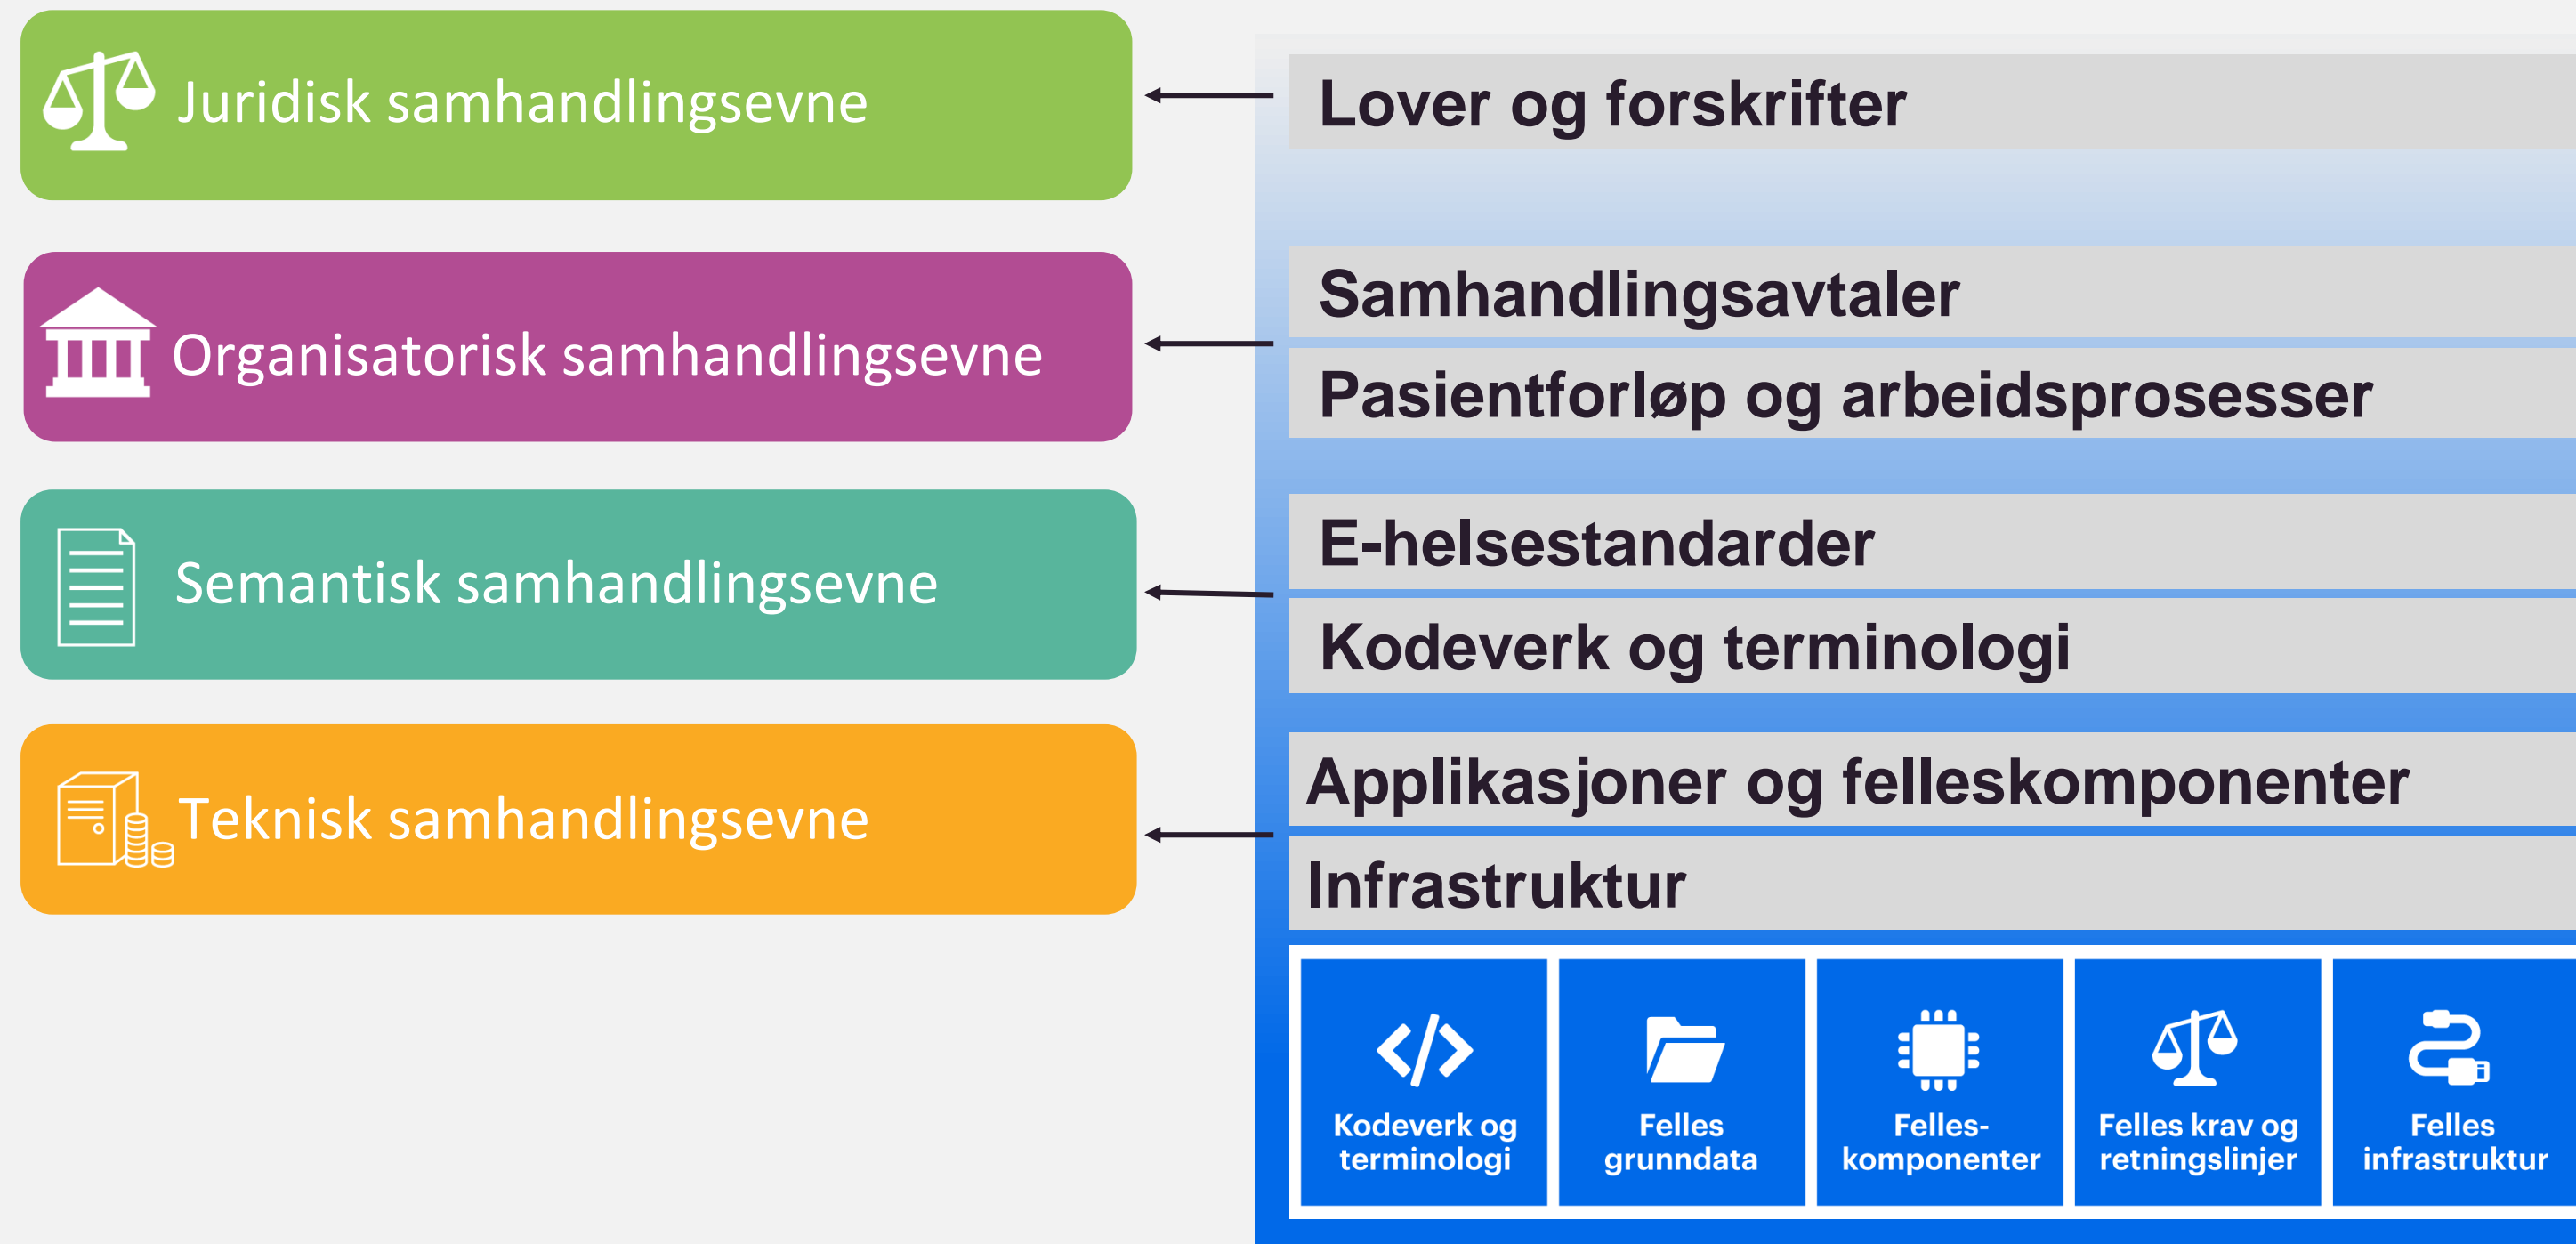 Juridisk samhandlingsevne
Lover og forskrifter
Organisatorisk samhandlingsevne
Samhandlingsavtaler
Pasientforløp og arbeidsprosesser
Semantisk samhandlingsevne
E-helsestandarder
Kodeverk og terminologi
Teknisk samhandlingsevne
Applikasjoner og felleskomponenter
Infrastruktur
Kodeverk og
terminologi
Felles
grunndata
Felles-
komponenter
Felles krav og
retningslinjer
Felles
infrastruktur